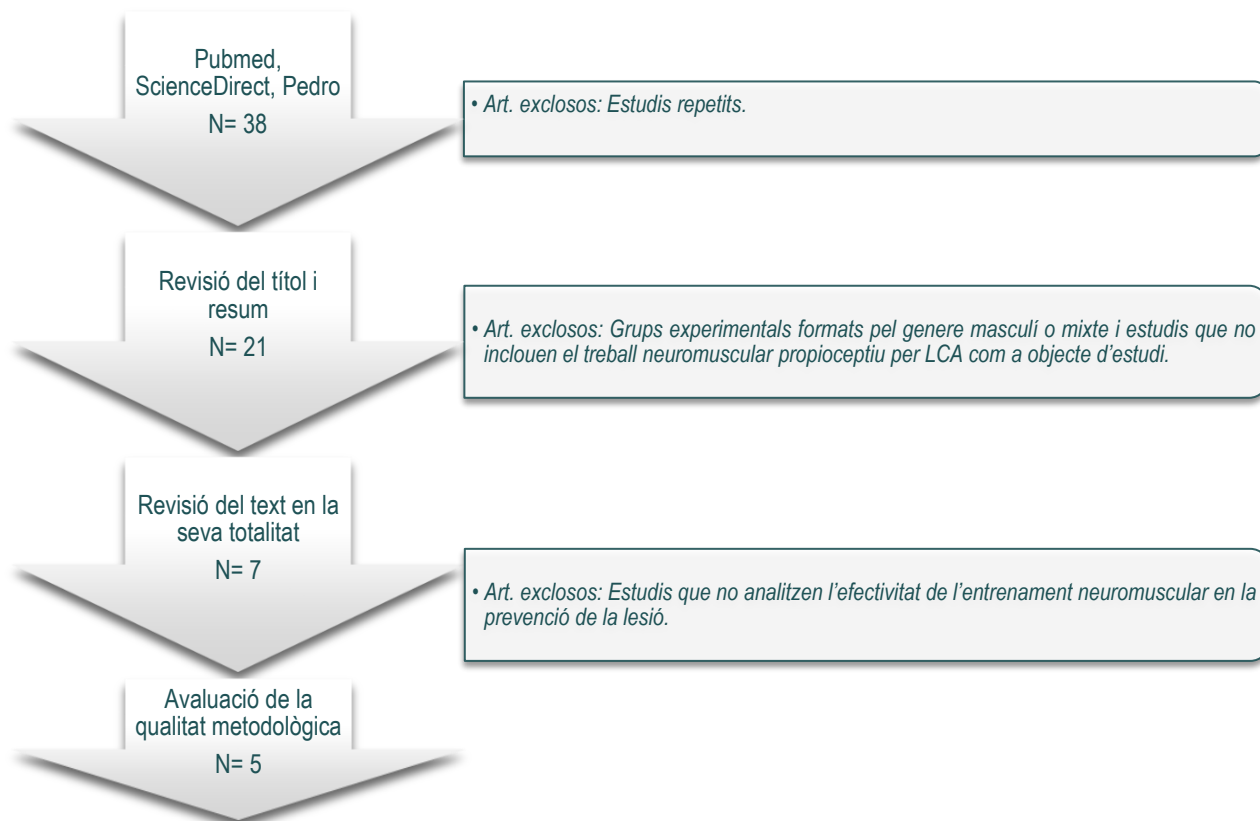 Pubmed,
ScienceDirect, Pedro
N= 38
• Art. exclosos: Estudis repetits.
Revisió del títol i
resum
N= 21
• Art. exclosos: Grups experimentals formats pel genere masculí o mixte i estudis que no
inclouen el treball neuromuscular propioceptiu per LCA com a objecte d’estudi.
Revisió del text en la
seva totalitat
N= 7
• Art. exclosos: Estudis que no analitzen l’efectivitat de l’entrenament neuromuscular en la
prevenció de la lesió.
Avaluació de la
qualitat metodològica
N= 5